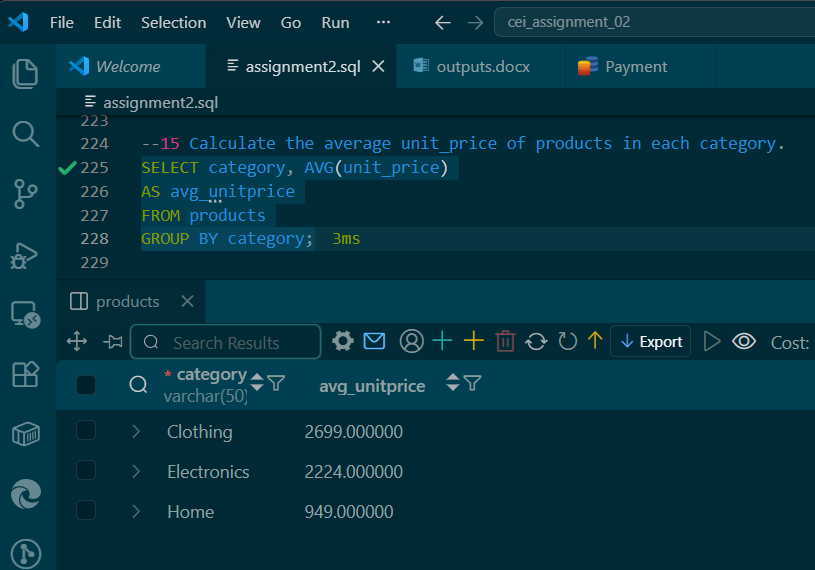 File Edit Selection View Go Run ··· cei_assignment_02
Welcome assignment2.sql outputs.docx Payment
assignment2.sql
223
224 --15 Calculate the average unit_price of products in each category.
225 SELECT category, AVG(unit_price)
226 AS avg_unitprice
227 FROM products
228 GROUP BY category; 3ms
229
products
Search Results Export Cost:
* category avg_unitprice
varchar(50)
Clothing 2699.000000
Electronics 2224.000000
Home 949.000000